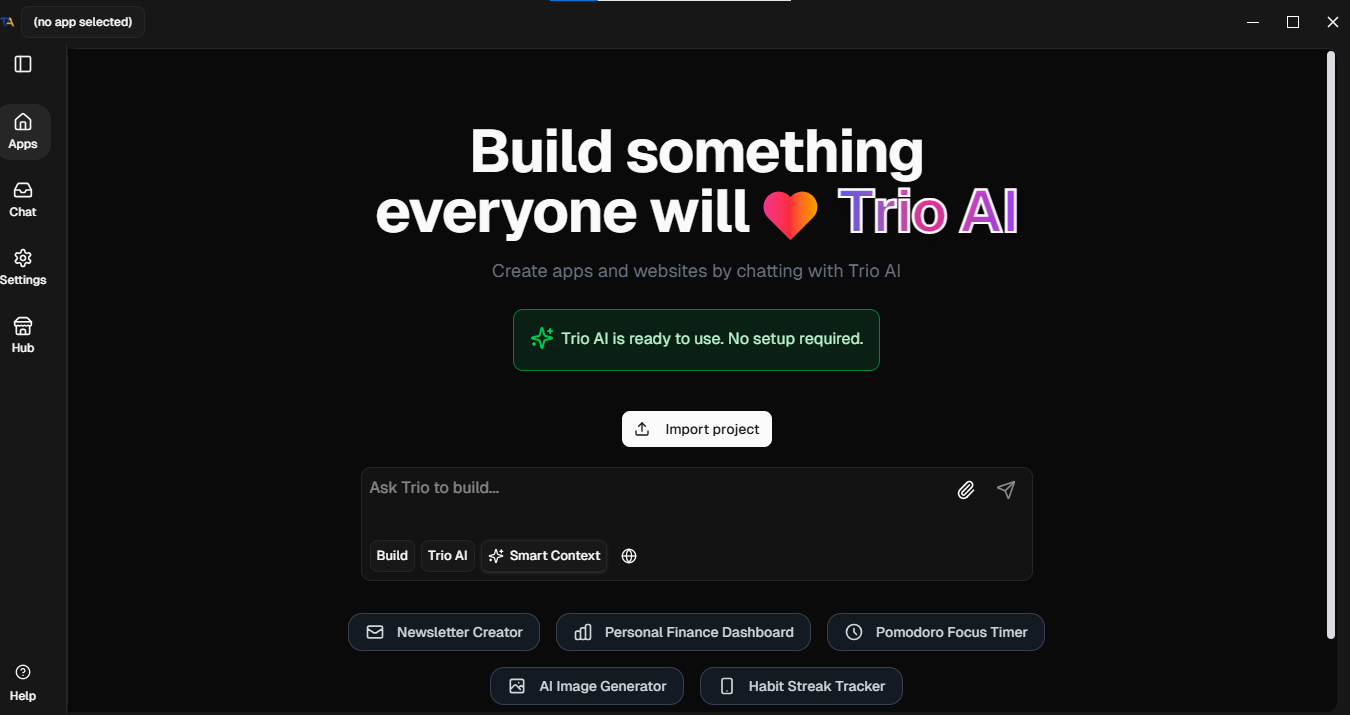 TA
(no app selected)
Apps
Chat
Settings
Hub
Help
Build something
everyone will Trio AI
Create apps and websites by chatting with Trio AI
Trio AI is ready to use. No setup required.
Import project
Ask Trio to build...
Build Trio AI Smart Context
Newsletter Creator Personal Finance Dashboard Pomodoro Focus Timer
AI Image Generator Habit Streak Tracker